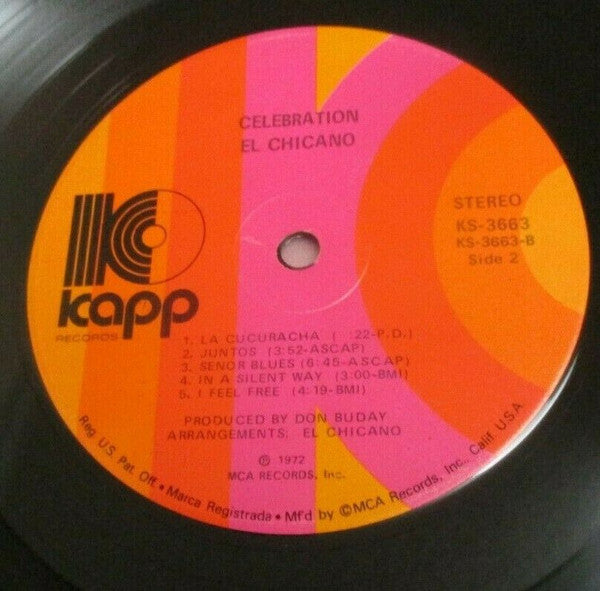 CELEBRATION
EL CHICANO
STEREO
KS-3663
KS-3663-B
Side 2
kapp
RECORDS
1. LA CUCURACHA ( :22-P.D.)
2. JUNTOS (3:52-ASCAP)
3. SENOR BLUES (6:45-ASCAP)
4. IN A SILENT WAY (3:00-BMI)
5. I FEEL FREE (4:19-BMI)
PRODUCED BY DON BUDAY
ARRANGEMENTS: EL CHICANO
℗ 1972
MCA RECORDS, Inc.
Reg. U.S. Pat. Off. • Marca Registrada • Mf'd by ©MCA Records, Inc., Calif. U.S.A